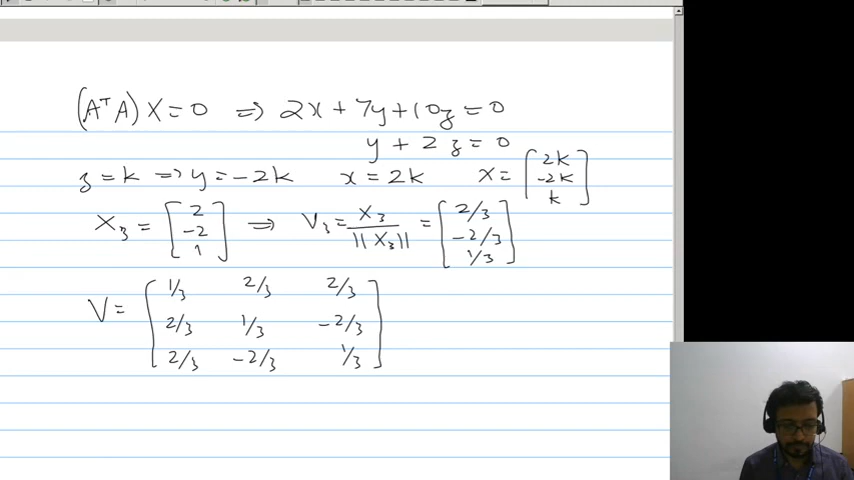 (AᵀA) X = 0 ⇒ 2x + 7y + 10z = 0
y + 2z = 0
z = k ⇒ y = -2k x = 2k X = [2k -2k k]
X₃ = [2 -2 1] ⇒ V₃ = X₃ / ||X₃|| = [2/3 -2/3 1/3]
V = [1/3 2/3 2/3
2/3 1/3 -2/3
2/3 -2/3 1/3]